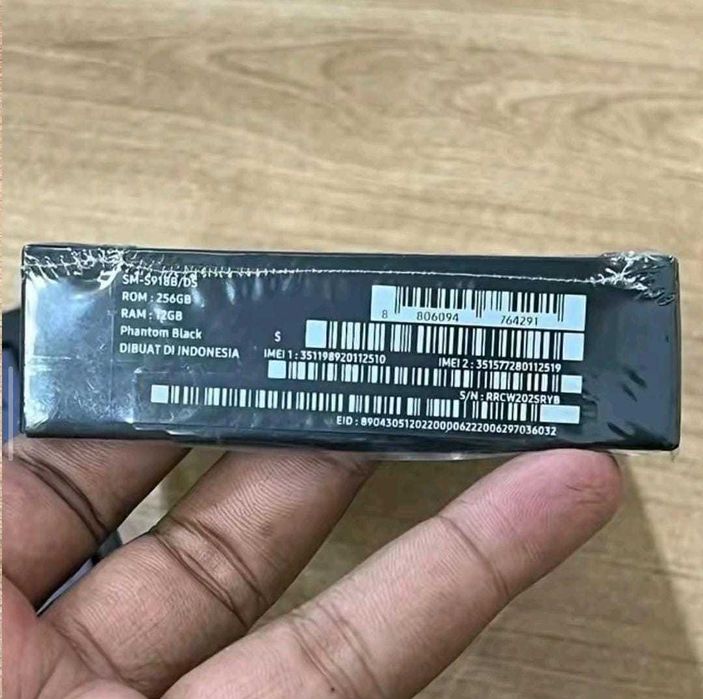 SM-S918B/DS
ROM : 256GB
RAM : 12GB
Phantom Black
DIBUAT DI INDONESIA
8 806094 764291
S
IMEI 1 : 351198920112510
IMEI 2 : 351577280112519
S/N : RRCW202SRYB
EID : 89043051202200006222006297036032